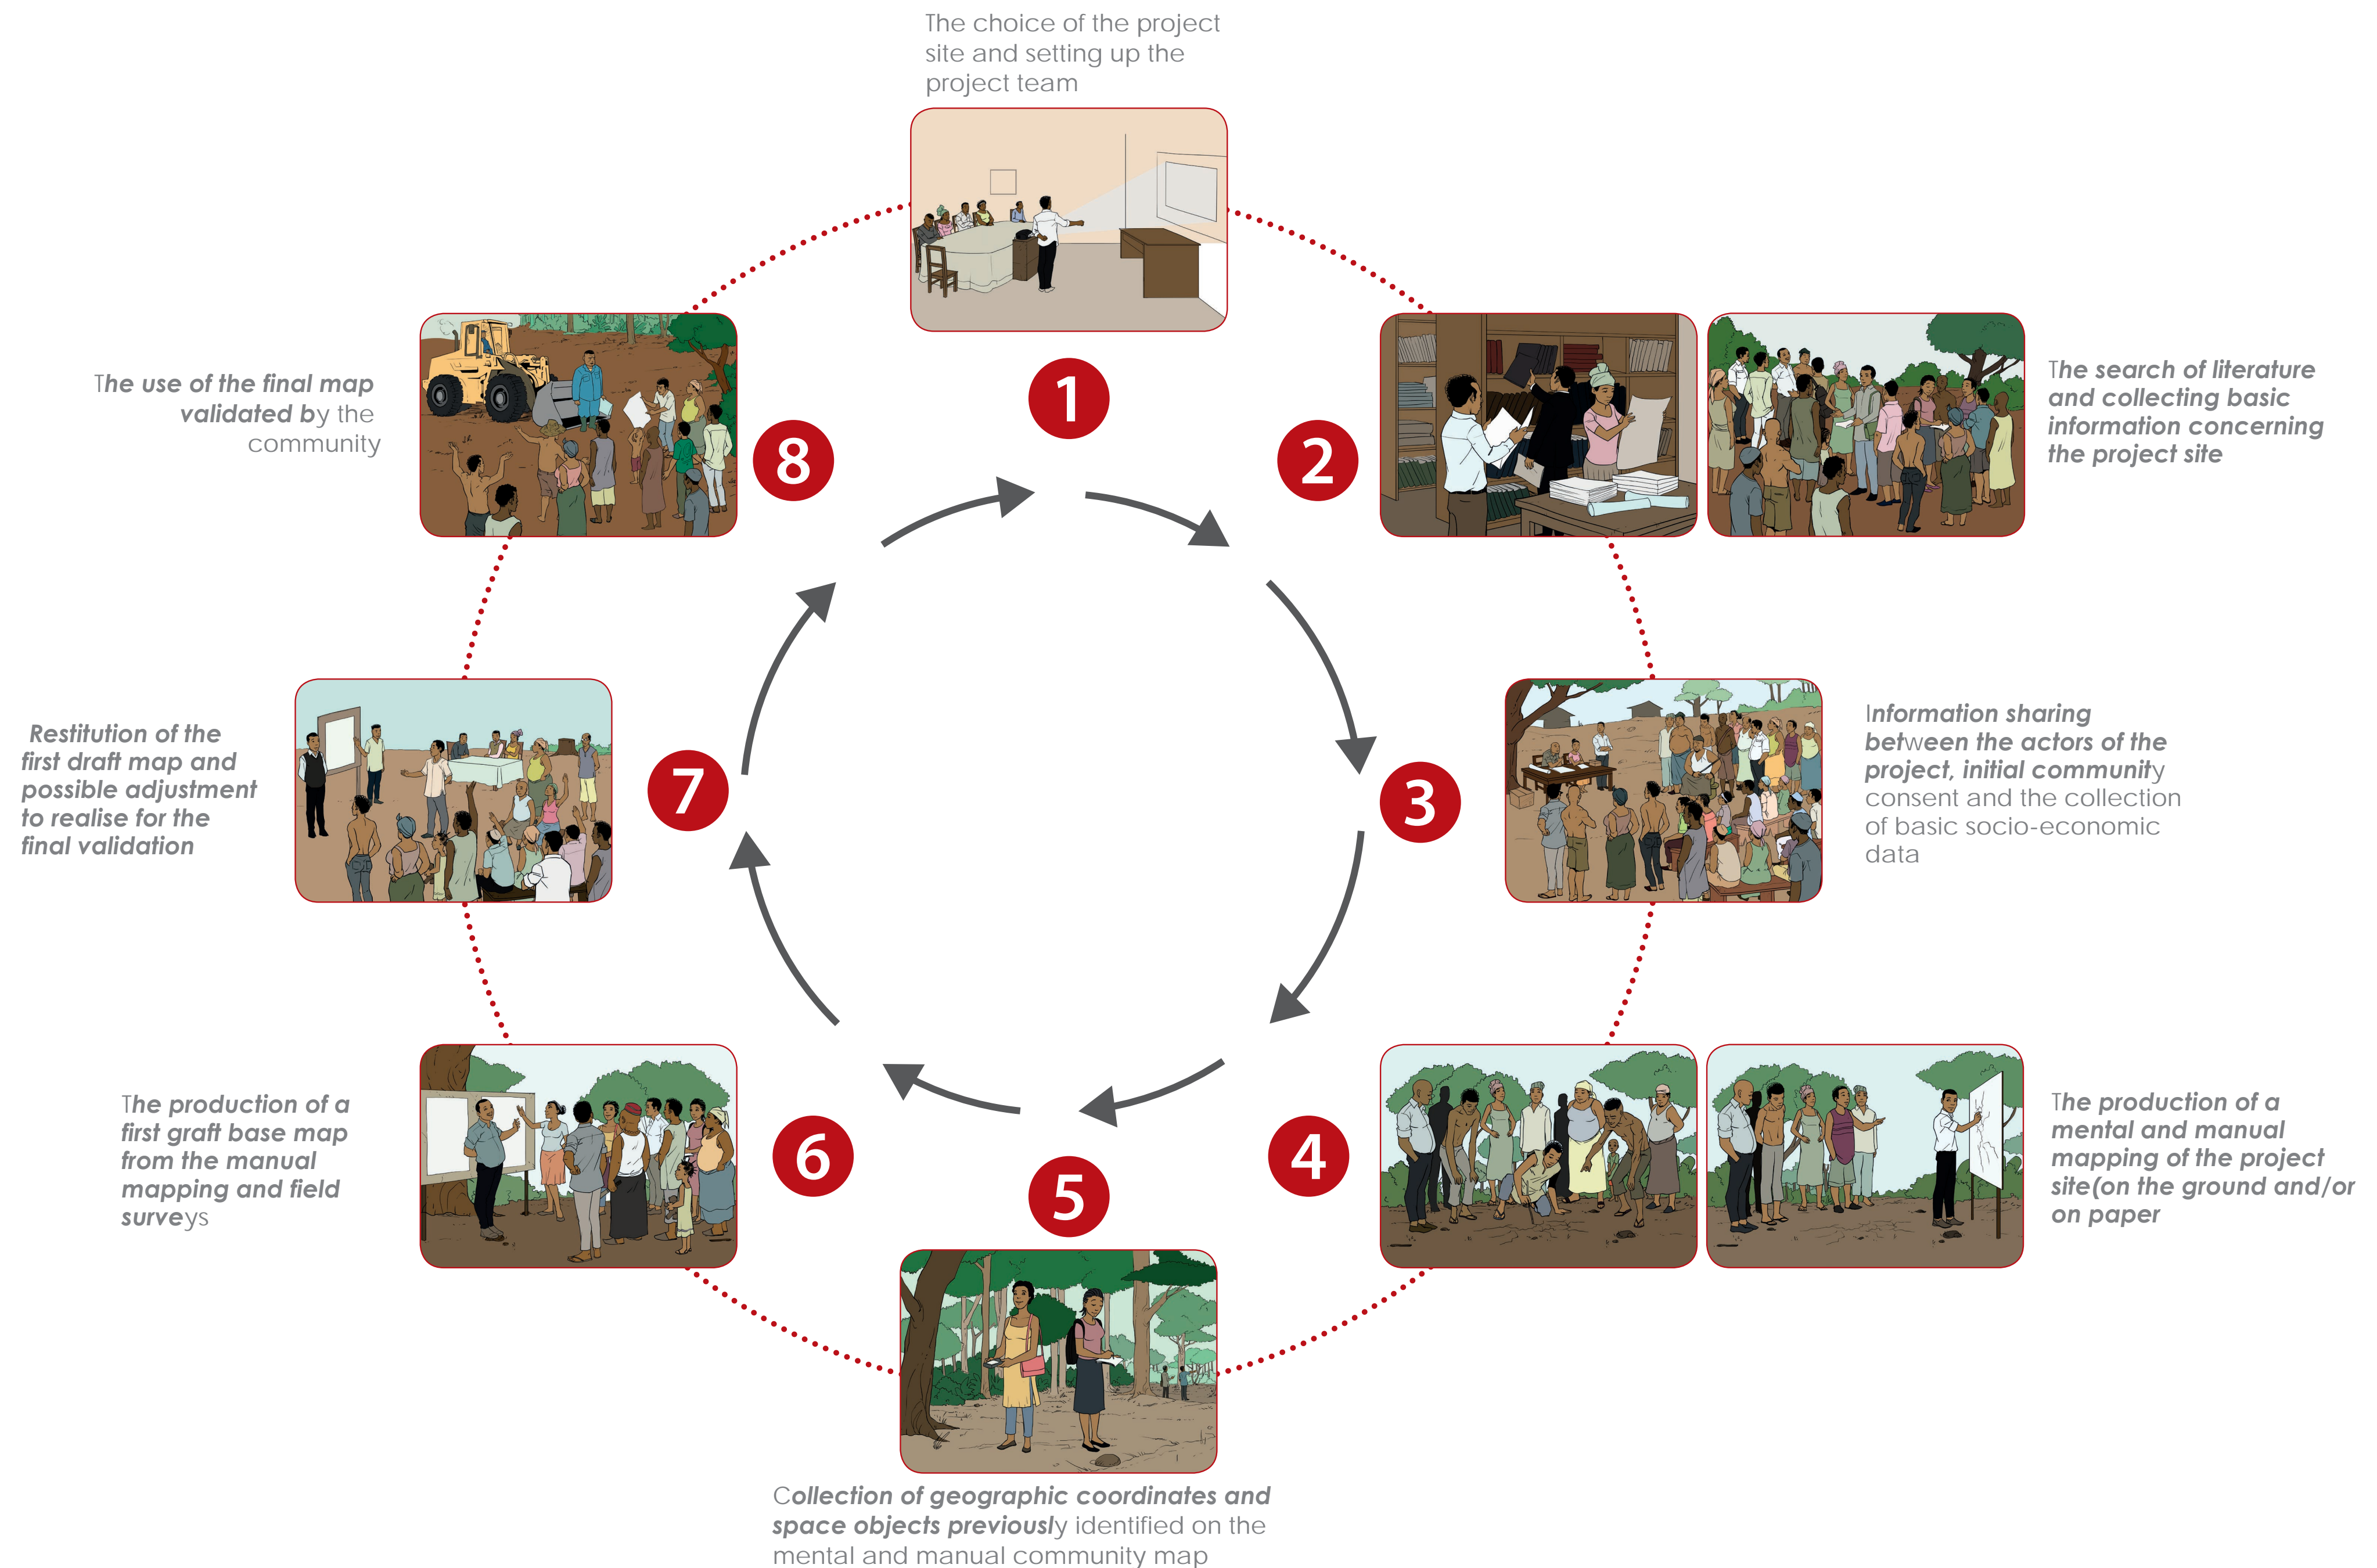 The choice of the project
site and setting up the
project team
1
2
The search of literature
and collecting basic
information concerning
the project site
3
Information sharing
between the actors of the
project, initial community
consent and the collection
of basic socio-economic
data
4
The production of a
mental and manual
mapping of the project
site(on the ground and/or
on paper
5
Collection of geographic coordinates and
space objects previously identified on the
mental and manual community map
6
The production of a
first graft base map
from the manual
mapping and field
surveys
7
Restitution of the
first draft map and
possible adjustment
to realise for the
final validation
8
The use of the final map
validated by the
community